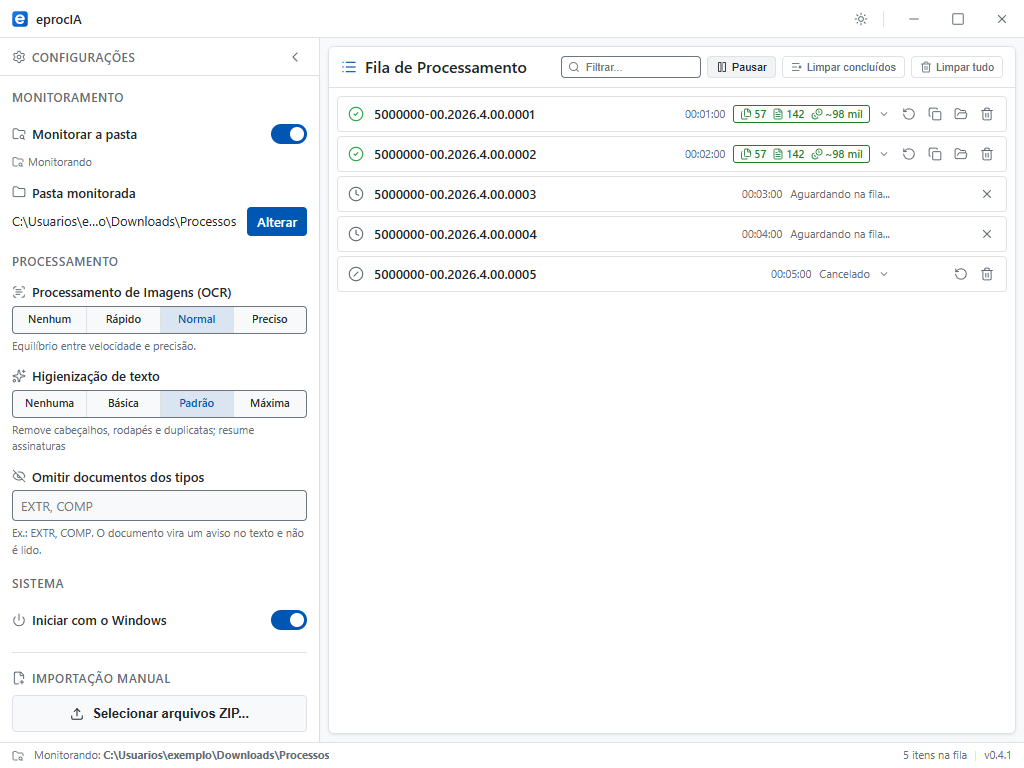 eprocIA
CONFIGURAÇÕES
MONITORAMENTO
Monitorar a pasta
Monitorando
Pasta monitorada
C:\Usuarios\e...o\Downloads\Processos
Alterar
PROCESSAMENTO
Processamento de Imagens (OCR)
Nenhum Rápido Normal Preciso
Equilíbrio entre velocidade e precisão.
Higienização de texto
Nenhuma Básica Padrão Máxima
Remove cabeçalhos, rodapés e duplicatas; resume
assinaturas
Omitir documentos dos tipos
EXTR, COMP
Ex.: EXTR, COMP. O documento vira um aviso no texto e não
é lido.
SISTEMA
Iniciar com o Windows
IMPORTAÇÃO MANUAL
Selecionar arquivos ZIP...
Fila de Processamento
Filtrar...
Pausar
Limpar concluídos
Limpar tudo
5000000-00.2026.4.00.0001 00:01:00 57 142 ~98 mil
5000000-00.2026.4.00.0002 00:02:00 57 142 ~98 mil
5000000-00.2026.4.00.0003 00:03:00 Aguardando na fila...
5000000-00.2026.4.00.0004 00:04:00 Aguardando na fila...
5000000-00.2026.4.00.0005 00:05:00 Cancelado
Monitorando: C:\Usuarios\exemplo\Downloads\Processos
5 itens na fila
v0.4.1